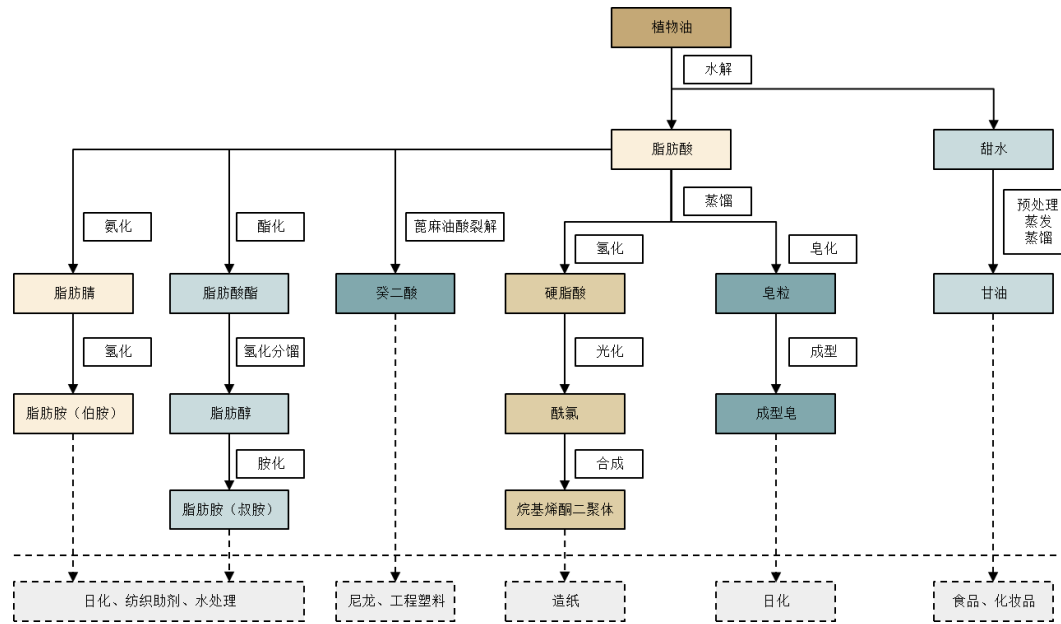 植物油
水解
脂肪酸
甜水
蒸馏
预处理
蒸发
蒸馏
氨化
酯化
蓖麻油酸裂解
氢化
皂化
脂肪腈
脂肪酸酯
癸二酸
硬脂酸
皂粒
甘油
氢化
氢化分馏
光化
成型
脂肪胺（伯胺）
脂肪醇
酰氯
成型皂
胺化
合成
脂肪胺（叔胺）
烷基烯酮二聚体
日化、纺织助剂、水处理
尼龙、工程塑料
造纸
日化
食品、化妆品